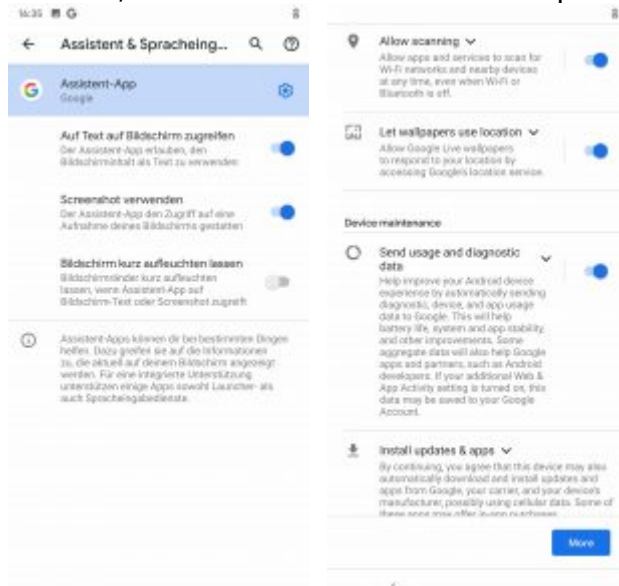 16:35
Assistent & Spracheing...
Assistent-App
Google
Auf Text auf Bildschirm zugreifen
Der Assistent-App erlauben, den
Bildschirminhalt als Text zu verwenden
Screenshot verwenden
Der Assistent-App den Zugriff auf eine
Aufnahme deines Bildschirms gestatten
Bildschirm kurz aufleuchten lassen
Bildschirmränder kurz aufleuchten
lassen, wenn Assistent-App auf
Bildschirm-Text oder Screenshot zugreift
Assistent-Apps können dir bei bestimmten Dingen
helfen. Dazu greifen sie auf die Informationen
zu, die aktuell auf deinem Bildschirm angezeigt
werden. Für eine integrierte Unterstützung
unterstützen einige Apps sowohl Launcher- als
auch Spracheingabedienste.
Allow scanning
Allow apps and services to scan for
Wi-Fi networks and nearby devices
at any time, even when Wi-Fi or
Bluetooth is off.
Let wallpapers use location
Allow Google Live wallpapers
to respond to your location by
accessing Google's location service.
Device maintenance
Send usage and diagnostic
data
Help improve your Android device
experience by automatically sending
diagnostic, device, and app usage
data to Google. This will help
battery life, system and app stability,
and other improvements. Some
aggregate data will also help Google
apps and partners, such as Android
developers. If your additional Web &
App Activity setting is turned on, this
data may be saved to your Google
Account.
Install updates & apps
By continuing, you agree that this device may also
automatically download and install updates and
apps from Google, your carrier, and your device's
manufacturer, possibly using cellular data. Some of
these apps may offer in-app purchases.
More